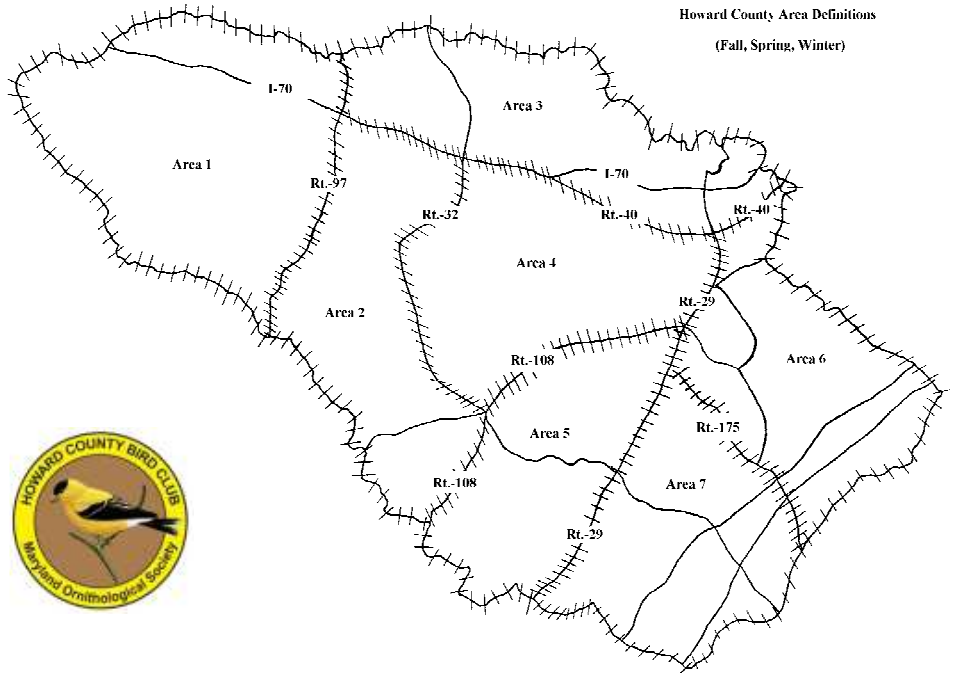 Howard County Area Definitions
(Fall, Spring, Winter)
I-70
Area 3
Area 1
I-70
Rt.-97
Rt.-32
Rt.-40
Rt.-40
Area 4
Rt.-29
Area 2
Rt.-108
Area 6
Rt.-175
Area 5
Rt.-108
Area 7
Rt.-29
HOWARD COUNTY BIRD CLUB
Maryland Ornithological Society